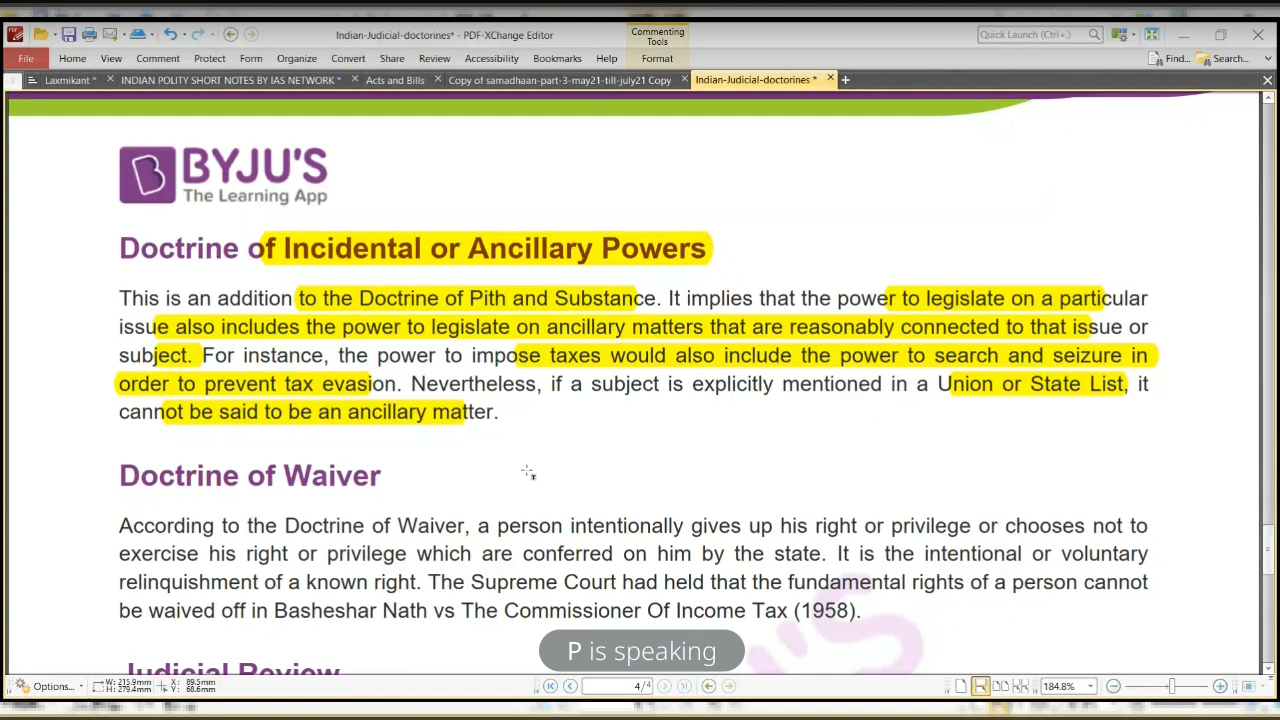 Indian-Judicial-doctorines* - PDF-XChange Editor
Commenting Tools
Quick Launch (Ctrl+.)
File Home View Comment Protect Form Organize Convert Share Review Accessibility Bookmarks Help Format Find... Search...
Laxmikant * × INDIAN POLITY SHORT NOTES BY IAS NETWORK * × Acts and Bills × Copy of samadhaan-part-3-may21-till-july21 Copy × Indian-Judicial-doctorines * ×
BYJU'S
The Learning App
Doctrine of Incidental or Ancillary Powers
This is an addition to the Doctrine of Pith and Substance. It implies that the power to legislate on a particular
issue also includes the power to legislate on ancillary matters that are reasonably connected to that issue or
subject. For instance, the power to impose taxes would also include the power to search and seizure in
order to prevent tax evasion. Nevertheless, if a subject is explicitly mentioned in a Union or State List, it
cannot be said to be an ancillary matter.
Doctrine of Waiver
According to the Doctrine of Waiver, a person intentionally gives up his right or privilege or chooses not to
exercise his right or privilege which are conferred on him by the state. It is the intentional or voluntary
relinquishment of a known right. The Supreme Court had held that the fundamental rights of a person cannot
be waived off in Basheshar Nath vs The Commissioner Of Income Tax (1958).
P is speaking
Judicial Review
Options... W: 215.9mm X: 89.5mm 4/4 184.8%
H: 279.4mm Y: 68.6mm